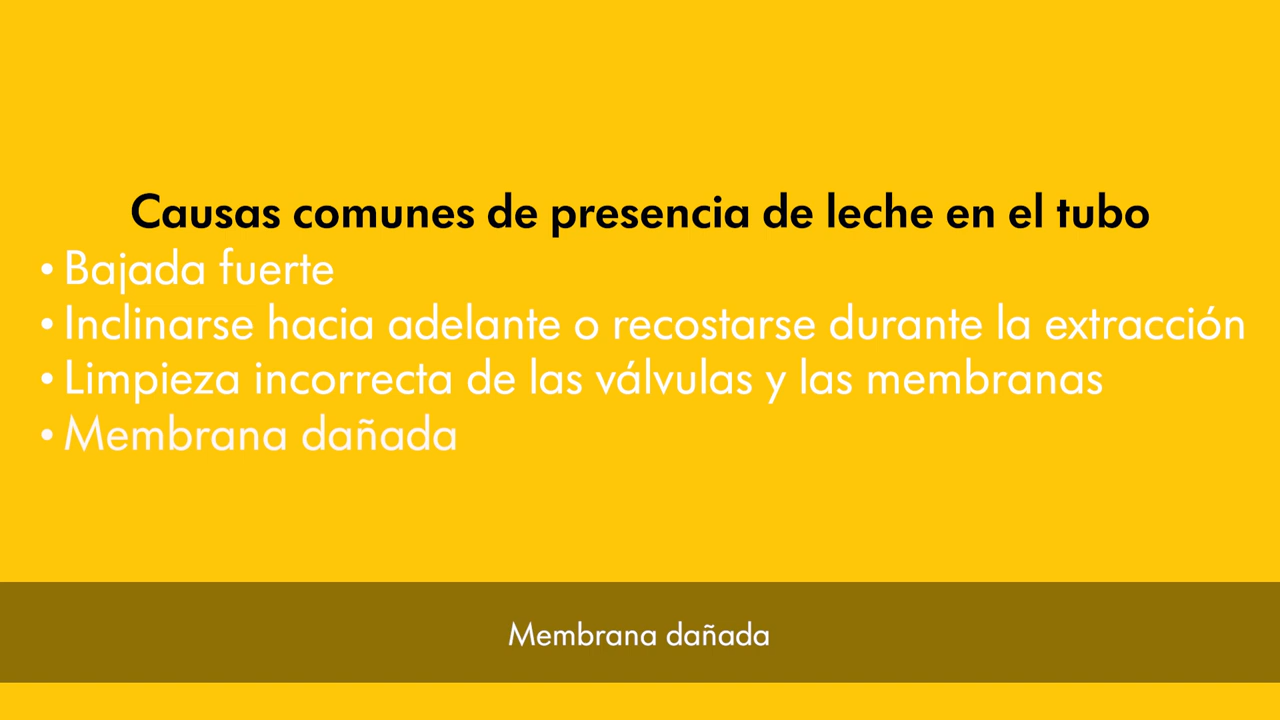 Causas comunes de presencia de leche en el tubo
• Bajada fuerte
• Inclinarse hacia adelante o recostarse durante la extracción
• Limpieza incorrecta de las válvulas y las membranas
• Membrana dañada
Membrana dañada